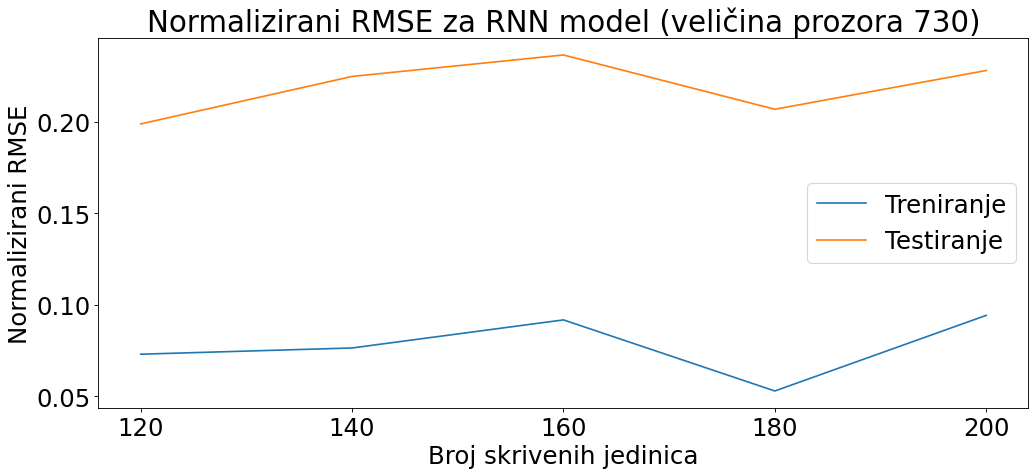 Normalizirani RMSE za RNN model (veličina prozora 730)
Normalizirani RMSE
0.20
0.15
0.10
0.05
Treniranje
Testiranje
120 140 160 180 200
Broj skrivenih jedinica